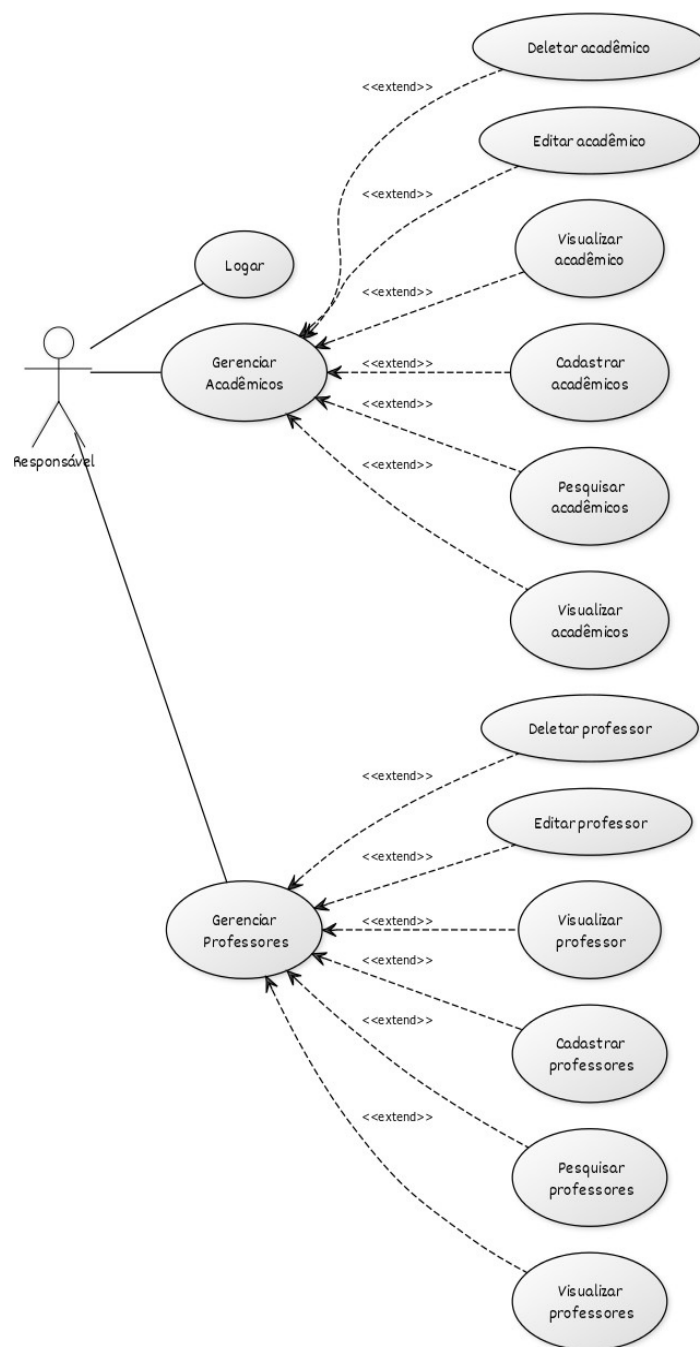 Deletar acadêmico
<<extend>>
Editar acadêmico
<<extend>>
Visualizar
acadêmico
Logar
<<extend>>
Gerenciar
Acadêmicos
<<extend>>
Cadastrar
acadêmicos
<<extend>>
Responsável
Pesquisar
acadêmicos
<<extend>>
Visualizar
acadêmicos
Deletar professor
<<extend>>
Editar professor
<<extend>>
Gerenciar
Professores
<<extend>>
Visualizar
professor
<<extend>>
Cadastrar
professores
<<extend>>
Pesquisar
professores
<<extend>>
Visualizar
professores